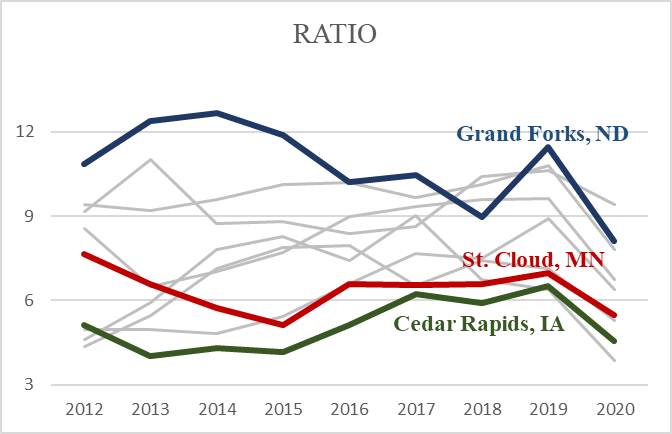 RATIO
12
Grand Forks, ND
9
St. Cloud, MN
6
Cedar Rapids, IA
3
2012 2013 2014 2015 2016 2017 2018 2019 2020